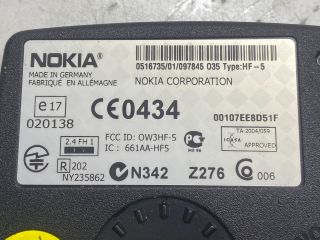 0516735/01/097845 035 Type:HF-5
NOKIA
MADE IN GERMANY
FABRIQUÉ EN ALLEMAGNE
NOKIA CORPORATION
e17
020138
CE0434
00107EE8D51F
2.4 FH 1
FCC ID: OW3HF-5
IC : 661AA-HF5
TA-2004/059
ICASA
APPROVED
R 202
NY235862
N342
Z276
006